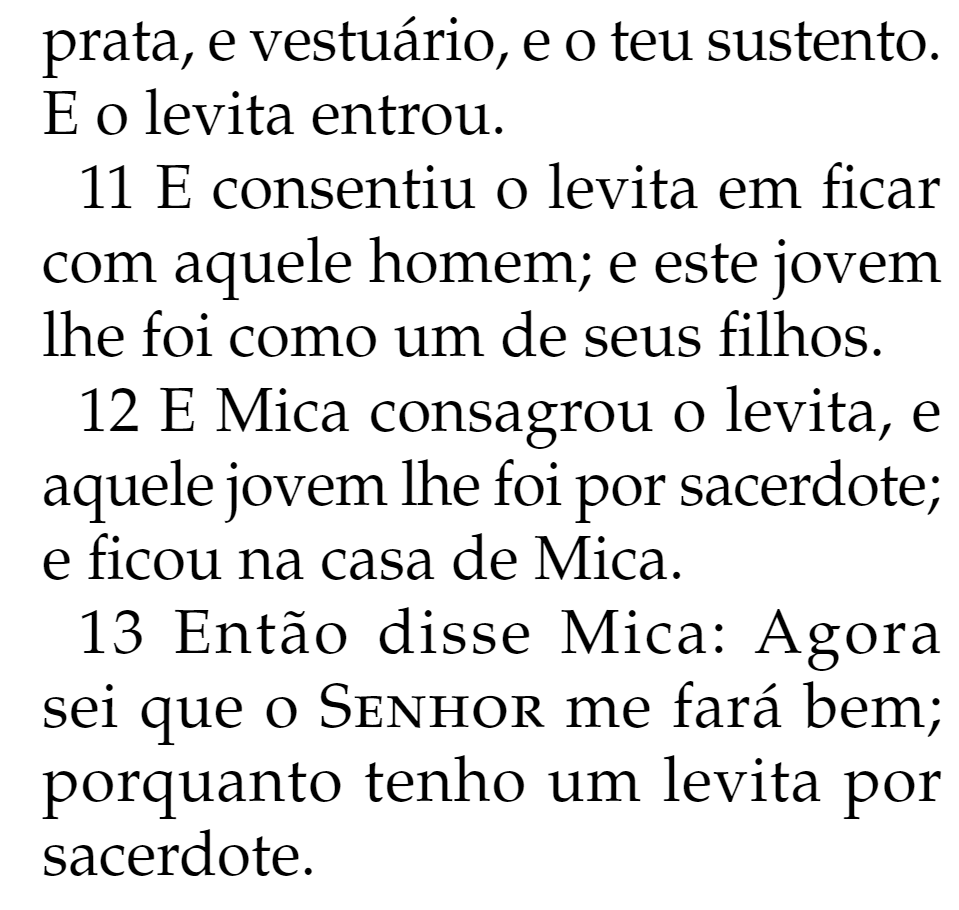 prata, e vestuário, e o teu sustento.
E o levita entrou.
11 E consentiu o levita em ficar
com aquele homem; e este jovem
lhe foi como um de seus filhos.
12 E Mica consagrou o levita, e
aquele jovem lhe foi por sacerdote;
e ficou na casa de Mica.
13 Então disse Mica: Agora
sei que o SENHOR me fará bem;
porquanto tenho um levita por
sacerdote.